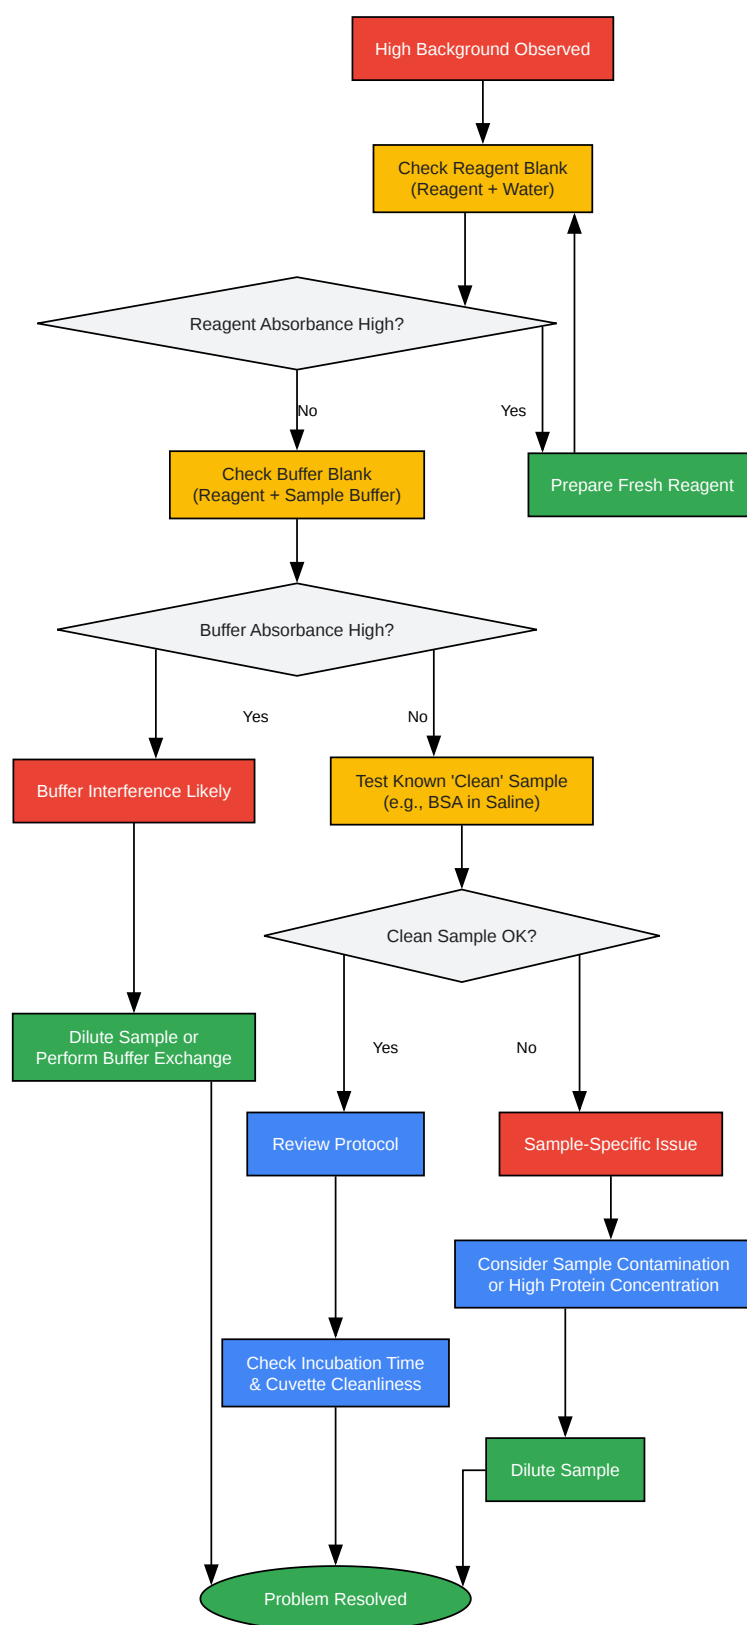 High Background Observed
Check Reagent Blank
(Reagent + Water)
Reagent Absorbance High?
No
Yes
Check Buffer Blank
(Reagent + Sample Buffer)
Prepare Fresh Reagent
Buffer Absorbance High?
Yes
No
Buffer Interference Likely
Test Known 'Clean' Sample
(e.g., BSA in Saline)
Clean Sample OK?
Dilute Sample or
Perform Buffer Exchange
Yes
No
Review Protocol
Sample-Specific Issue
Consider Sample Contamination
or High Protein Concentration
Check Incubation Time
& Cuvette Cleanliness
Dilute Sample
Problem Resolved